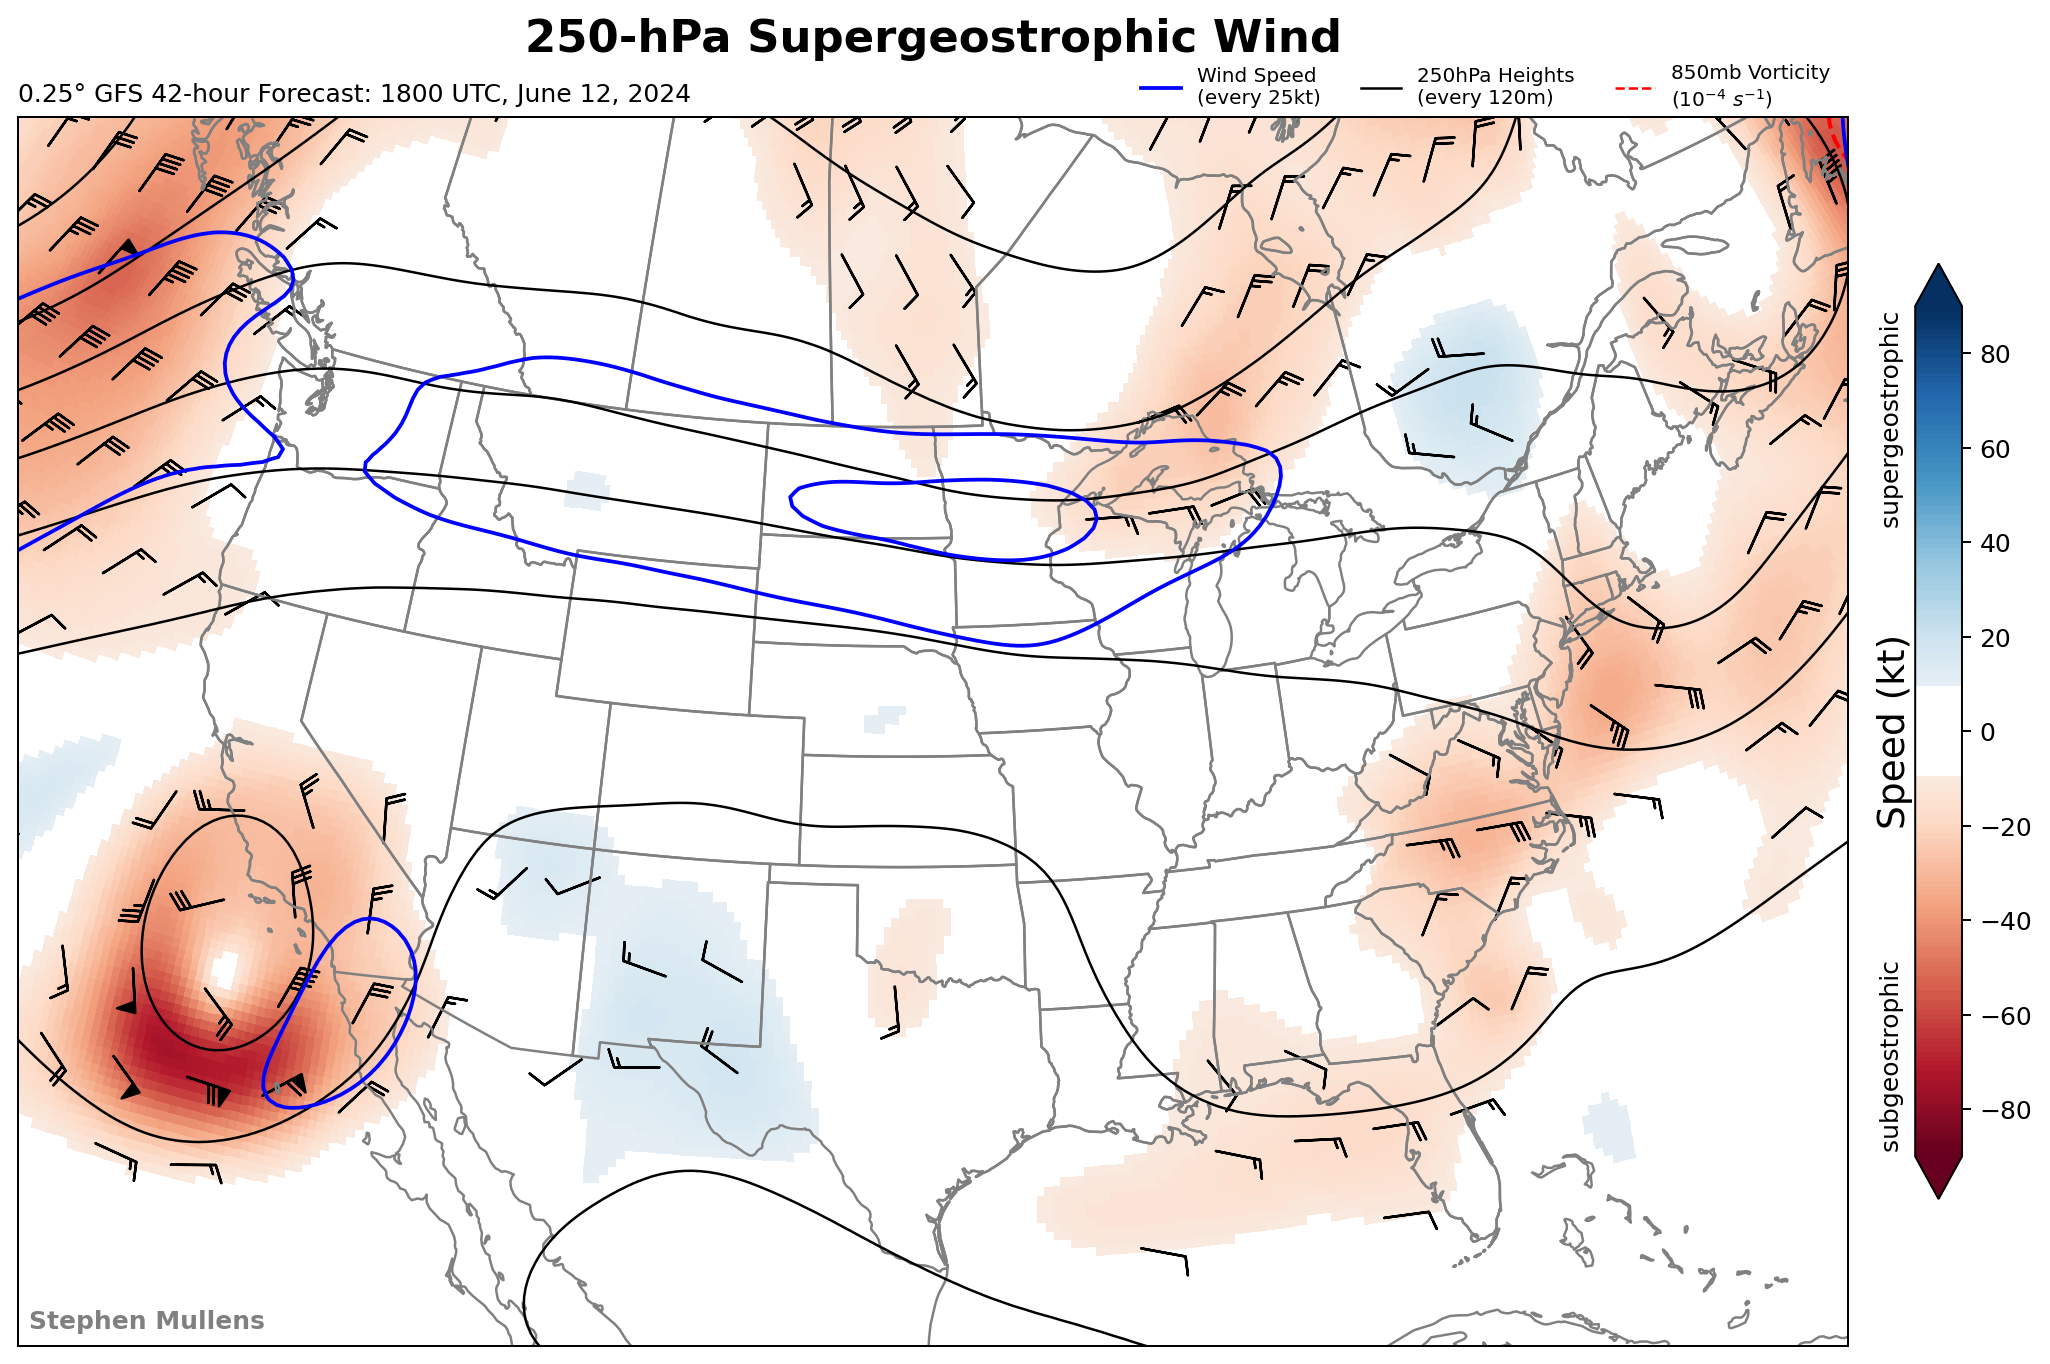 250-hPa Supergeostrophic Wind
0.25° GFS 42-hour Forecast: 1800 UTC, June 12, 2024
Wind Speed
(every 25kt)
250hPa Heights
(every 120m)
850mb Vorticity
(10⁻⁴ s⁻¹)
supergeostrophic
subgeostrophic
Speed (kt)
80
60
40
20
0
−20
−40
−60
−80
Stephen Mullens